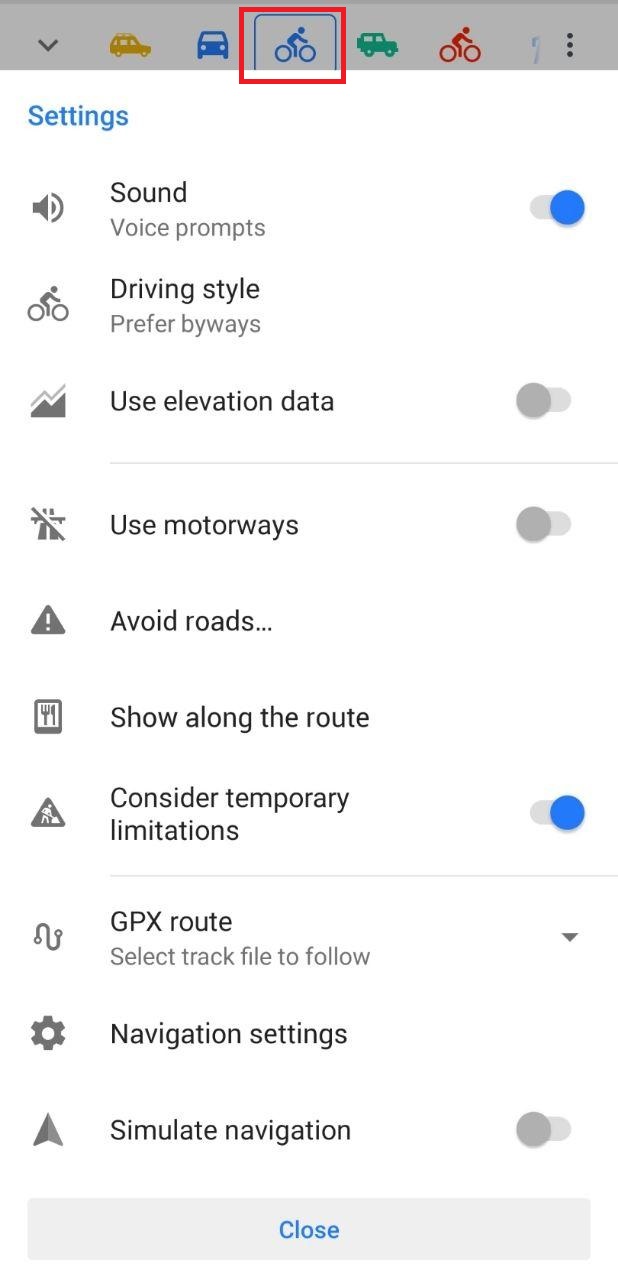 Settings
Sound
Voice prompts
Driving style
Prefer byways
Use elevation data
Use motorways
Avoid roads...
Show along the route
Consider temporary
limitations
GPX route
Select track file to follow
Navigation settings
Simulate navigation
Close